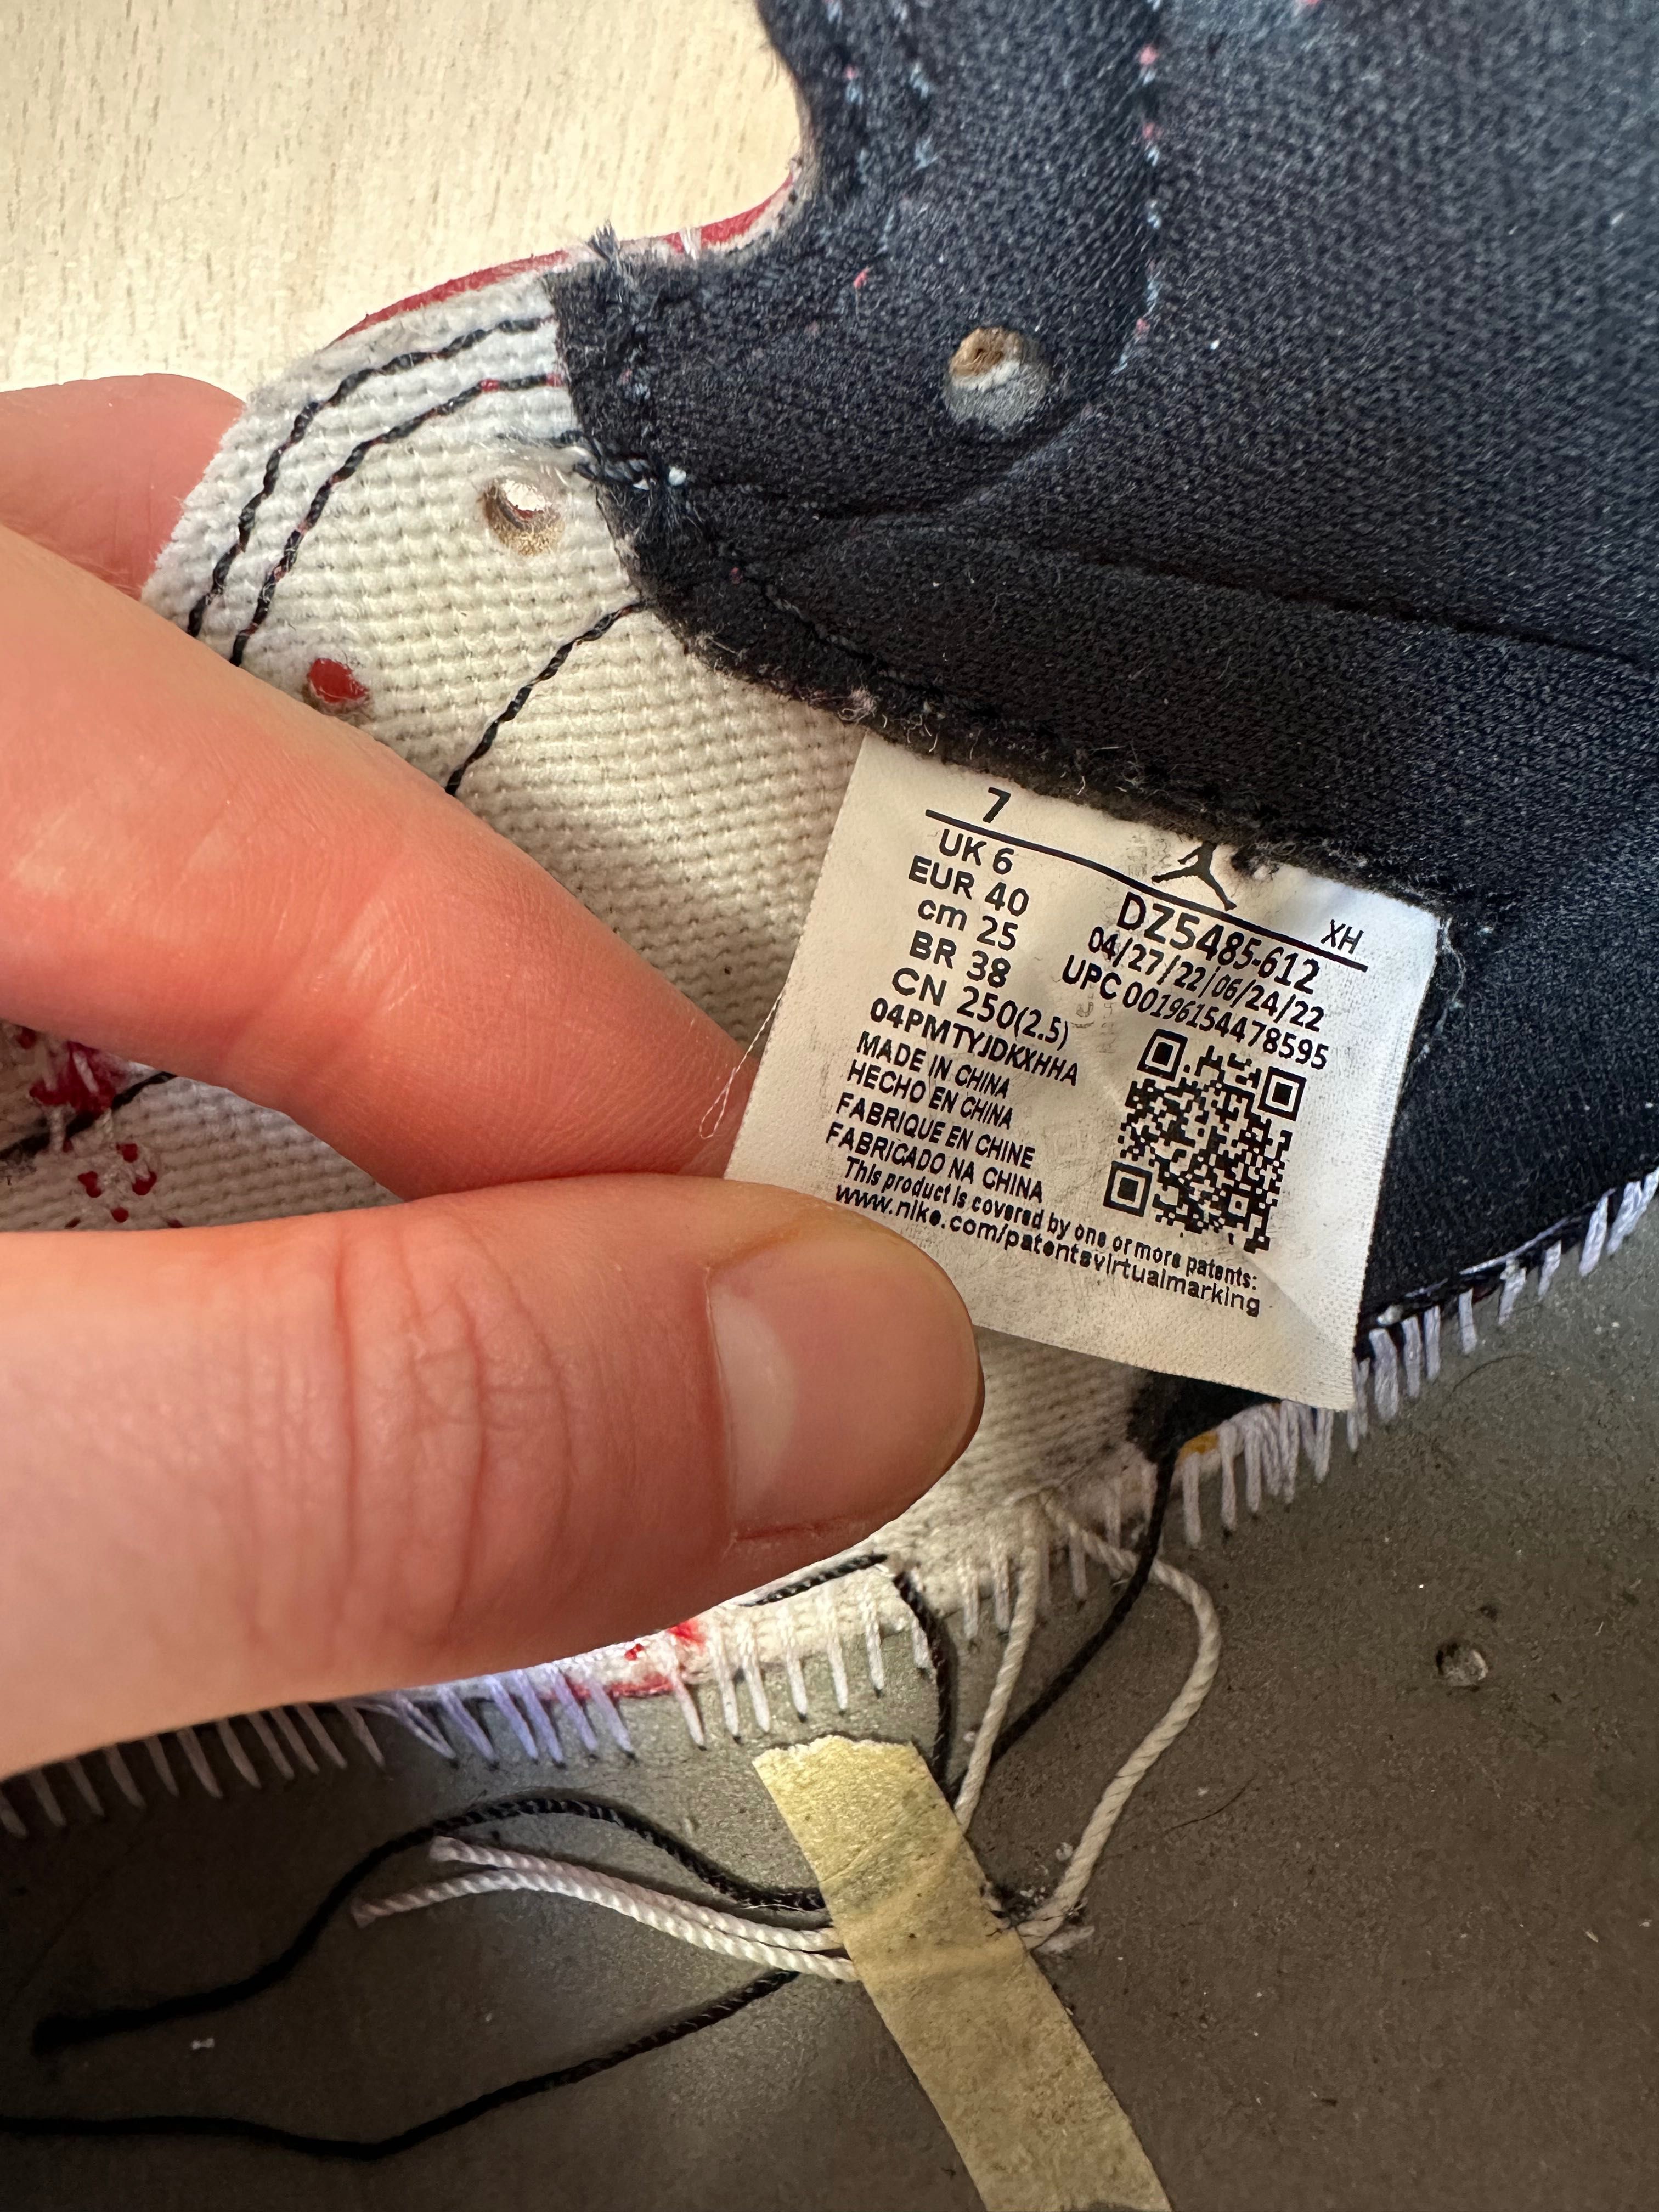 7
UK 6
EUR 40
cm 25
BR 38
CN 250(2.5)
04PMTYJDKXHHA
MADE IN CHINA
HECHO EN CHINA
FABRIQUE EN CHINE
FABRICADO NA CHINA
This product is covered by one or more patents:
www.nike.com/patentsvirtualmarking
XH
DZ5485-612
04/27/22|06/24/22
UPC 00196154478595